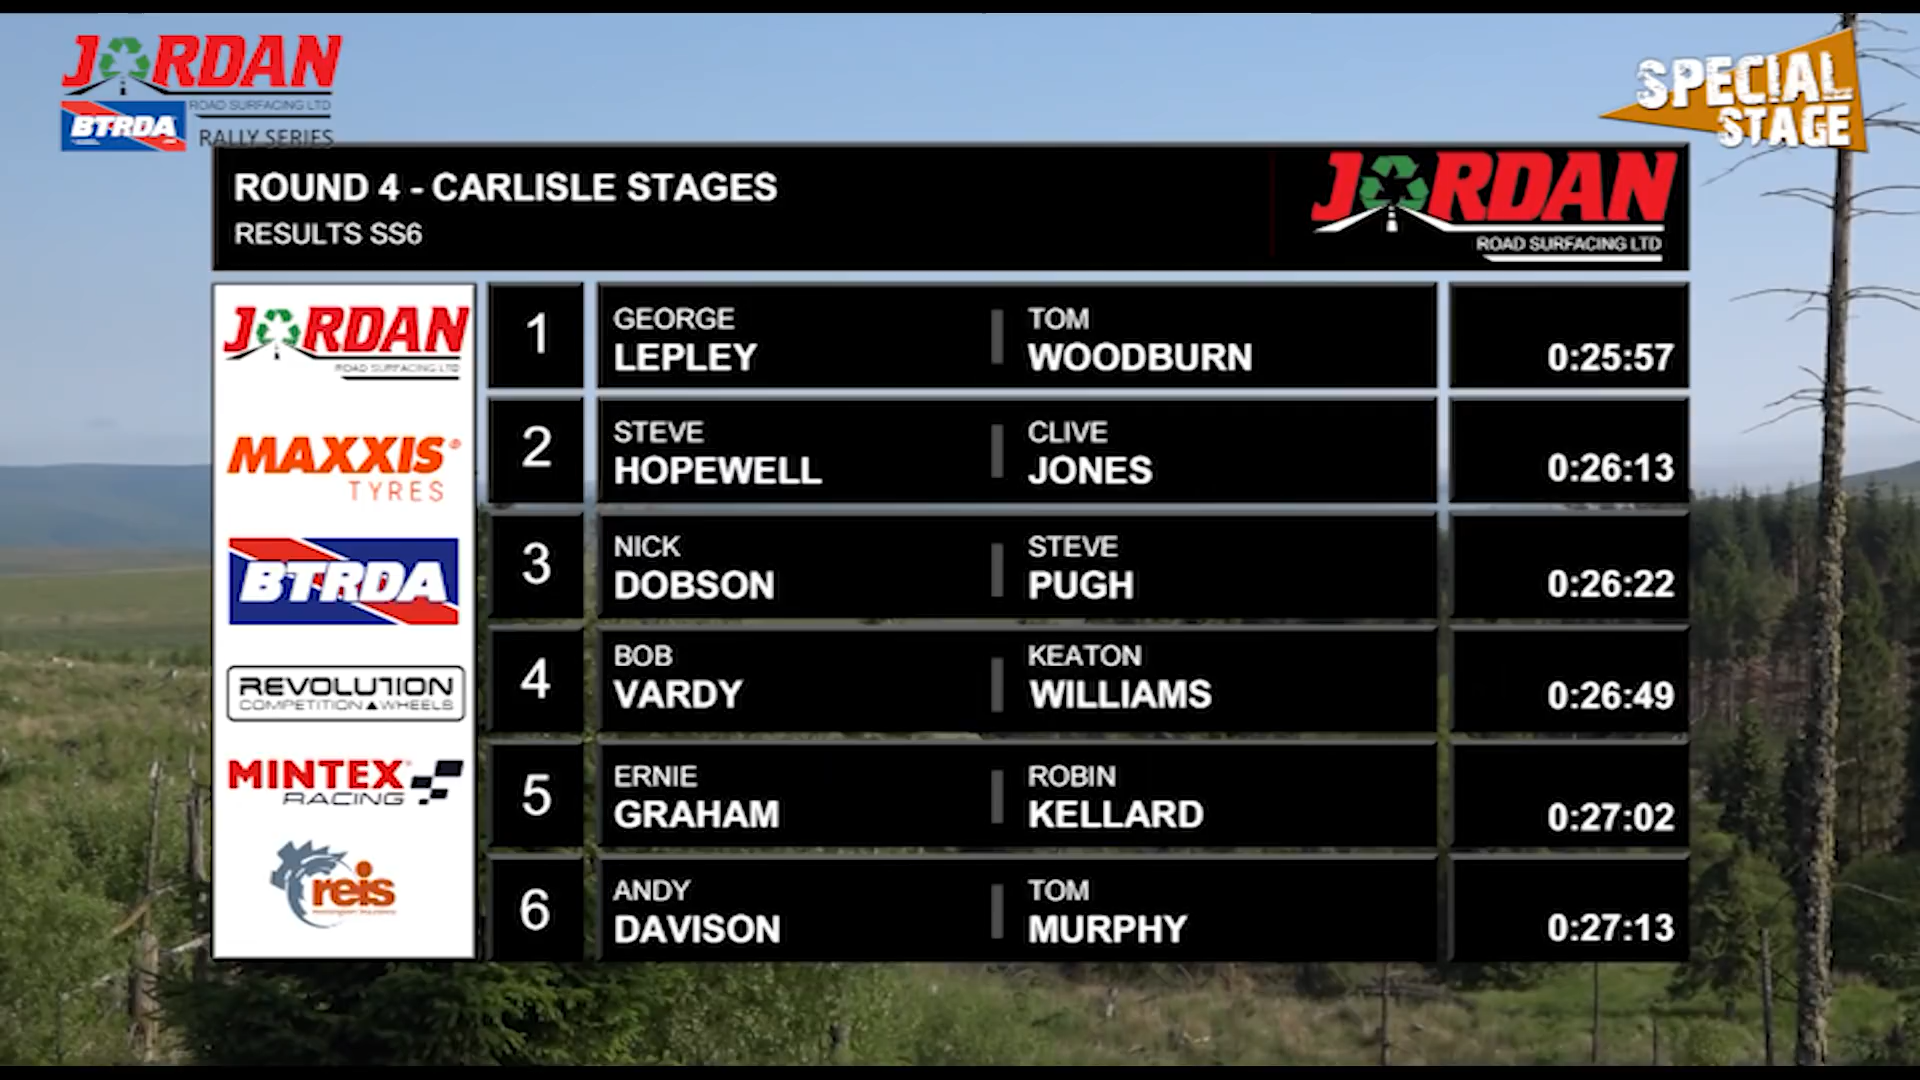 JORDAN
ROAD SURFACING LTD
BTRDA
RALLY SERIES
SPECIAL
STAGE
ROUND 4 - CARLISLE STAGES
RESULTS SS6
JORDAN
ROAD SURFACING LTD
JORDAN
ROAD SURFACING LTD
MAXXIS®
TYRES
BTRDA
REVOLUTION
COMPETITION WHEELS
MINTEX
RACING
reis
1 GEORGE LEPLEY TOM WOODBURN 0:25:57
2 STEVE HOPEWELL CLIVE JONES 0:26:13
3 NICK DOBSON STEVE PUGH 0:26:22
4 BOB VARDY KEATON WILLIAMS 0:26:49
5 ERNIE GRAHAM ROBIN KELLARD 0:27:02
6 ANDY DAVISON TOM MURPHY 0:27:13